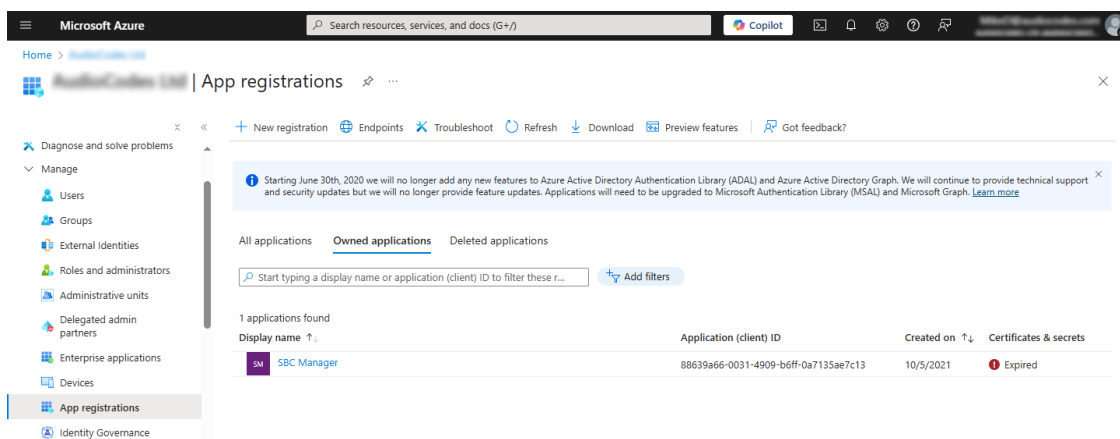 Microsoft Azure
Search resources, services, and docs (G+/)
Copilot
Home >
| App registrations
New registration
Endpoints
Troubleshoot
Refresh
Download
Preview features
Got feedback?
Diagnose and solve problems
Manage
Users
Groups
External Identities
Roles and administrators
Administrative units
Delegated admin
partners
Enterprise applications
Devices
App registrations
Identity Governance
Starting June 30th, 2020 we will no longer add any new features to Azure Active Directory Authentication Library (ADAL) and Azure Active Directory Graph. We will continue to provide technical support
and security updates but we will no longer provide feature updates. Applications will need to be upgraded to Microsoft Authentication Library (MSAL) and Microsoft Graph. Learn more
All applications
Owned applications
Deleted applications
Start typing a display name or application (client) ID to filter these r...
Add filters
1 applications found
Display name
Application (client) ID
Created on
Certificates & secrets
SM
SBC Manager
88639a66-0031-4909-b6ff-0a7135ae7c13
10/5/2021
Expired